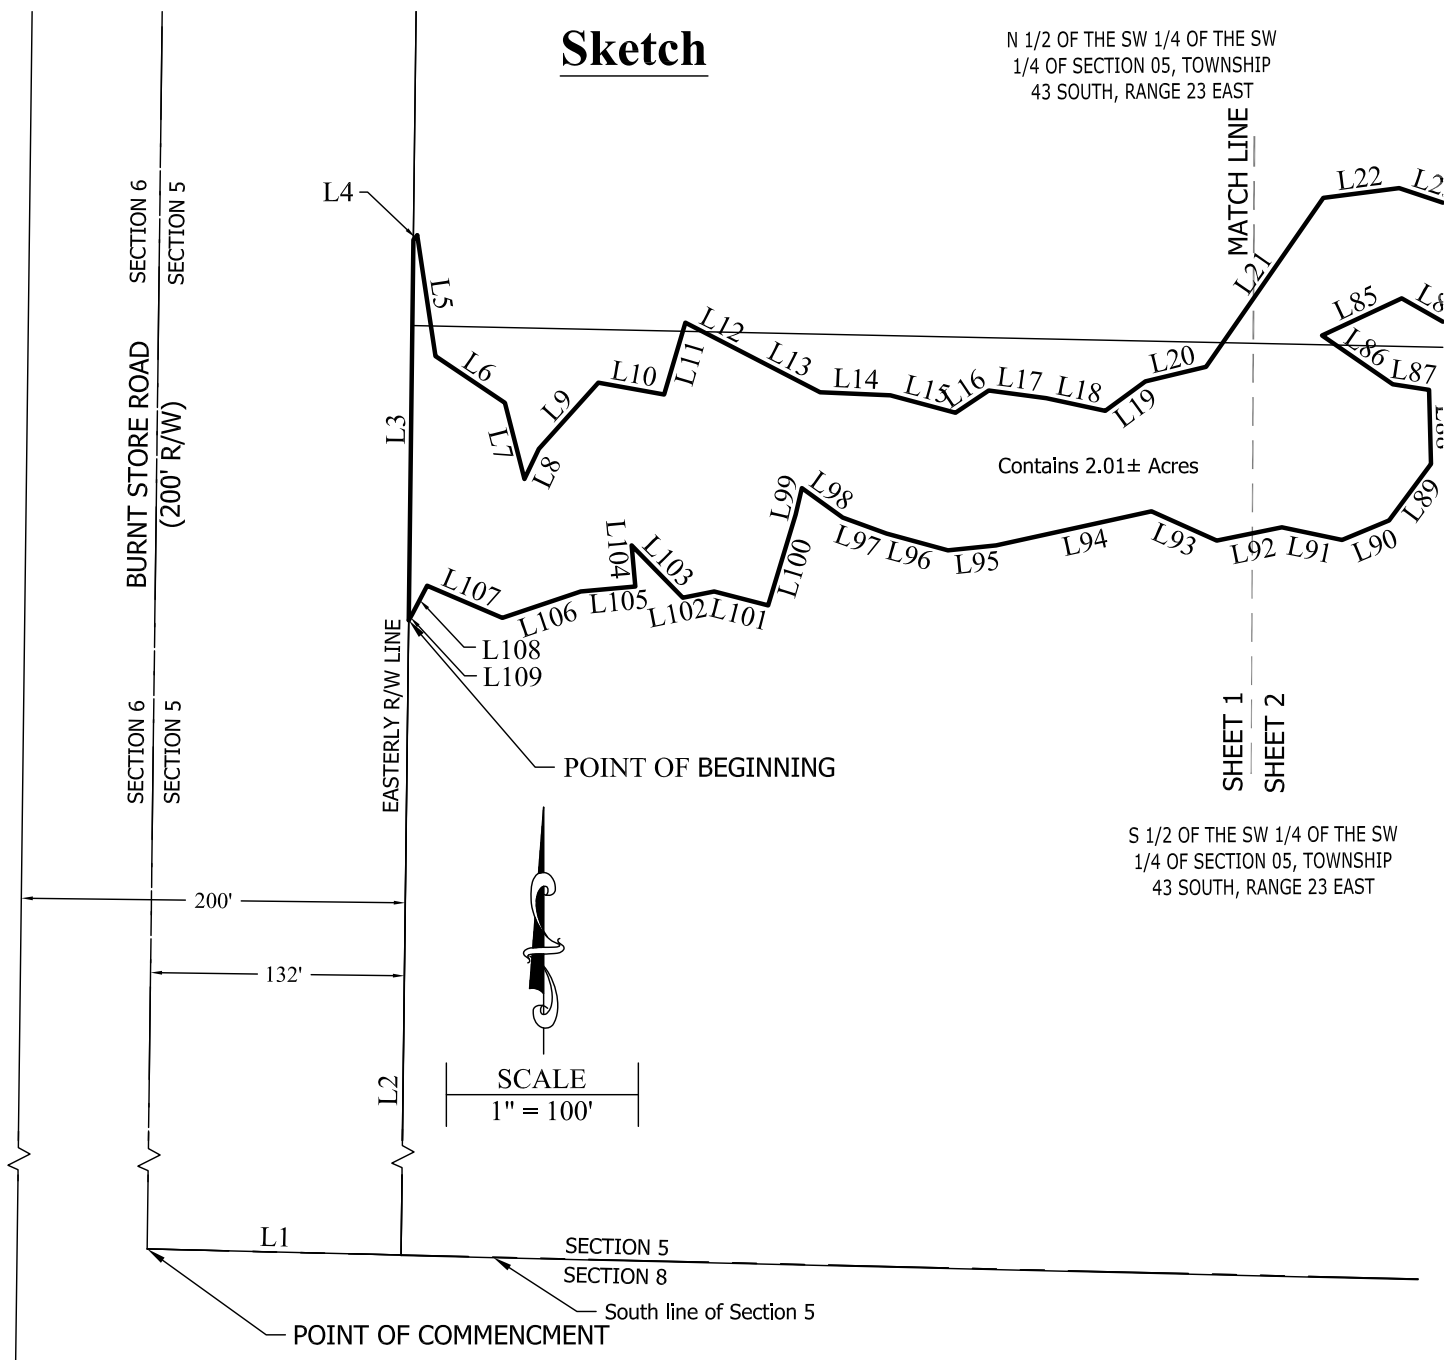 Sketch
N 1/2 OF THE SW 1/4 OF THE SW
1/4 OF SECTION 05, TOWNSHIP
43 SOUTH, RANGE 23 EAST
MATCH LINE
SECTION 6
SECTION 5
L4
L22
L21
L5
L85
L12
L11
L86
L13
L20
L87
L6
L10
L14
L15
L16
L17
L18
L19
L9
L3
L7
L8
BURNT STORE ROAD
(200' R/W)
Contains 2.01± Acres
L88
L89
L99
L98
L97
L96
L95
L94
L93
L92
L91
L90
L100
L104
L103
L107
L106
L105
L102
L101
L108
L109
EASTERLY R/W LINE
SECTION 6
SECTION 5
SHEET 1
SHEET 2
POINT OF BEGINNING
S 1/2 OF THE SW 1/4 OF THE SW
1/4 OF SECTION 05, TOWNSHIP
43 SOUTH, RANGE 23 EAST
200'
132'
L2
SCALE
1" = 100'
L1
SECTION 5
SECTION 8
South line of Section 5
POINT OF COMMENCMENT